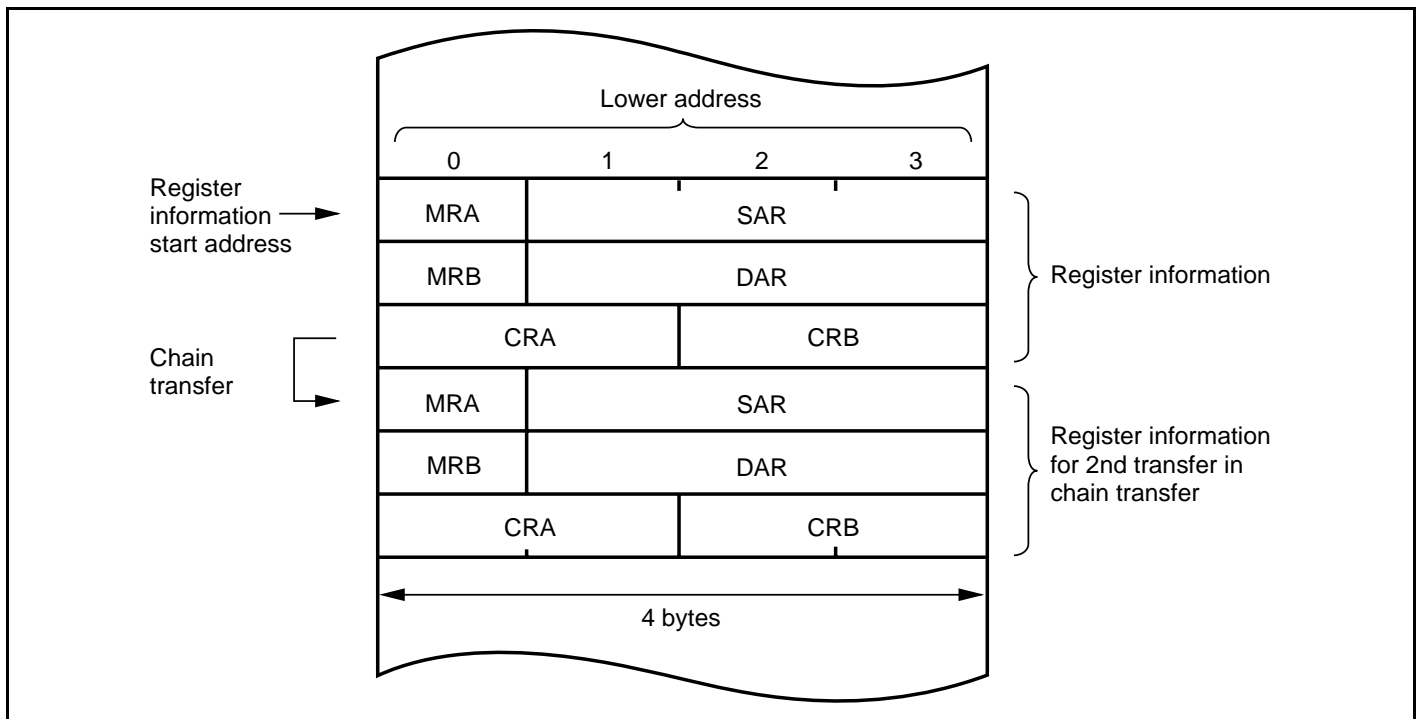 Lower address
0 1 2 3
Register
information
start address
MRA SAR
MRB DAR
Register information
CRA CRB
Chain
transfer
MRA SAR
MRB DAR
CRA CRB
Register information
for 2nd transfer in
chain transfer
4 bytes